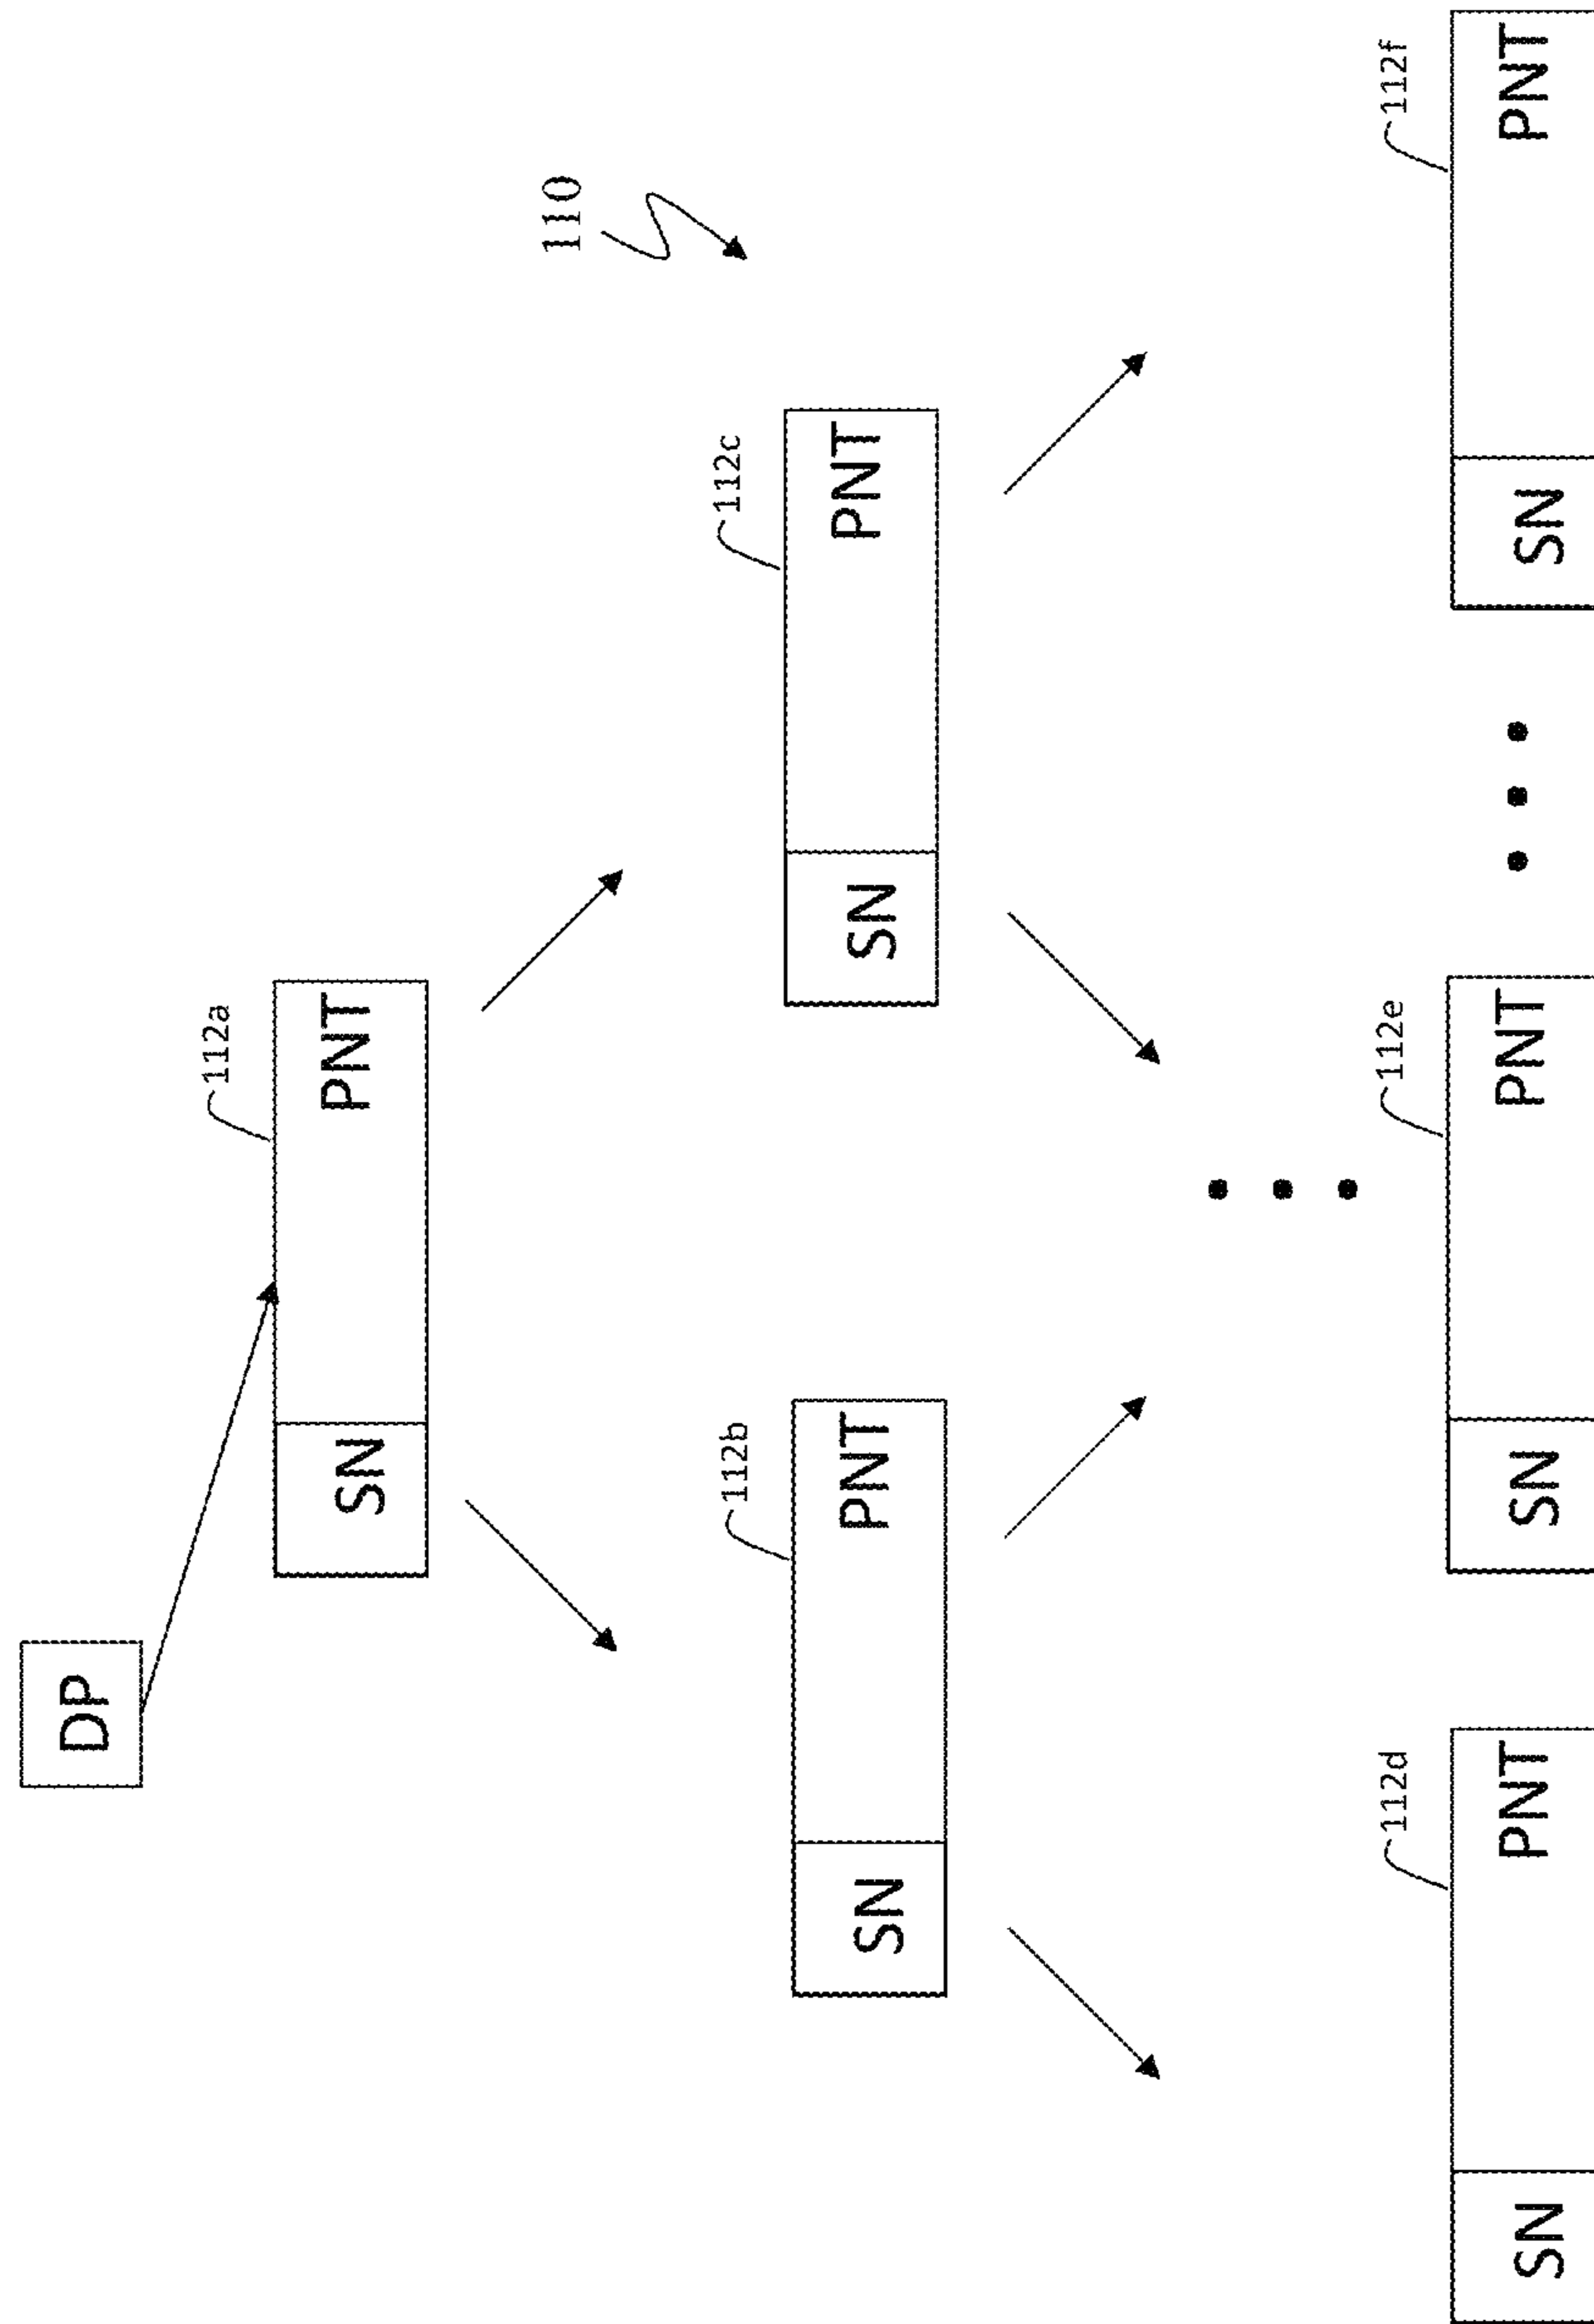 DP
112a
SN PNT
110
112b
SN PNT
112c
SN PNT
112d
SN PNT
112e
SN PNT
112f
SN PNT